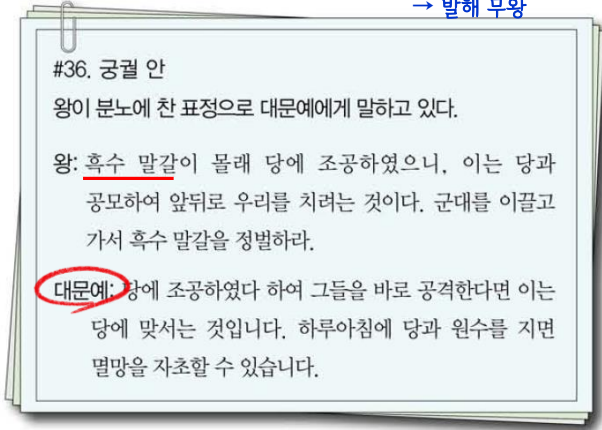 → 발해 무왕
#36. 궁궐 안
왕이 분노에 찬 표정으로 대문예에게 말하고 있다.
왕: 흑수 말갈이 몰래 당에 조공하였으니, 이는 당과
공모하여 앞뒤로 우리를 치려는 것이다. 군대를 이끌고
가서 흑수 말갈을 정벌하라.
대문예: 당에 조공하였다 하여 그들을 바로 공격한다면 이는
당에 맞서는 것입니다. 하루아침에 당과 원수를 지면
멸망을 자초할 수 있습니다.